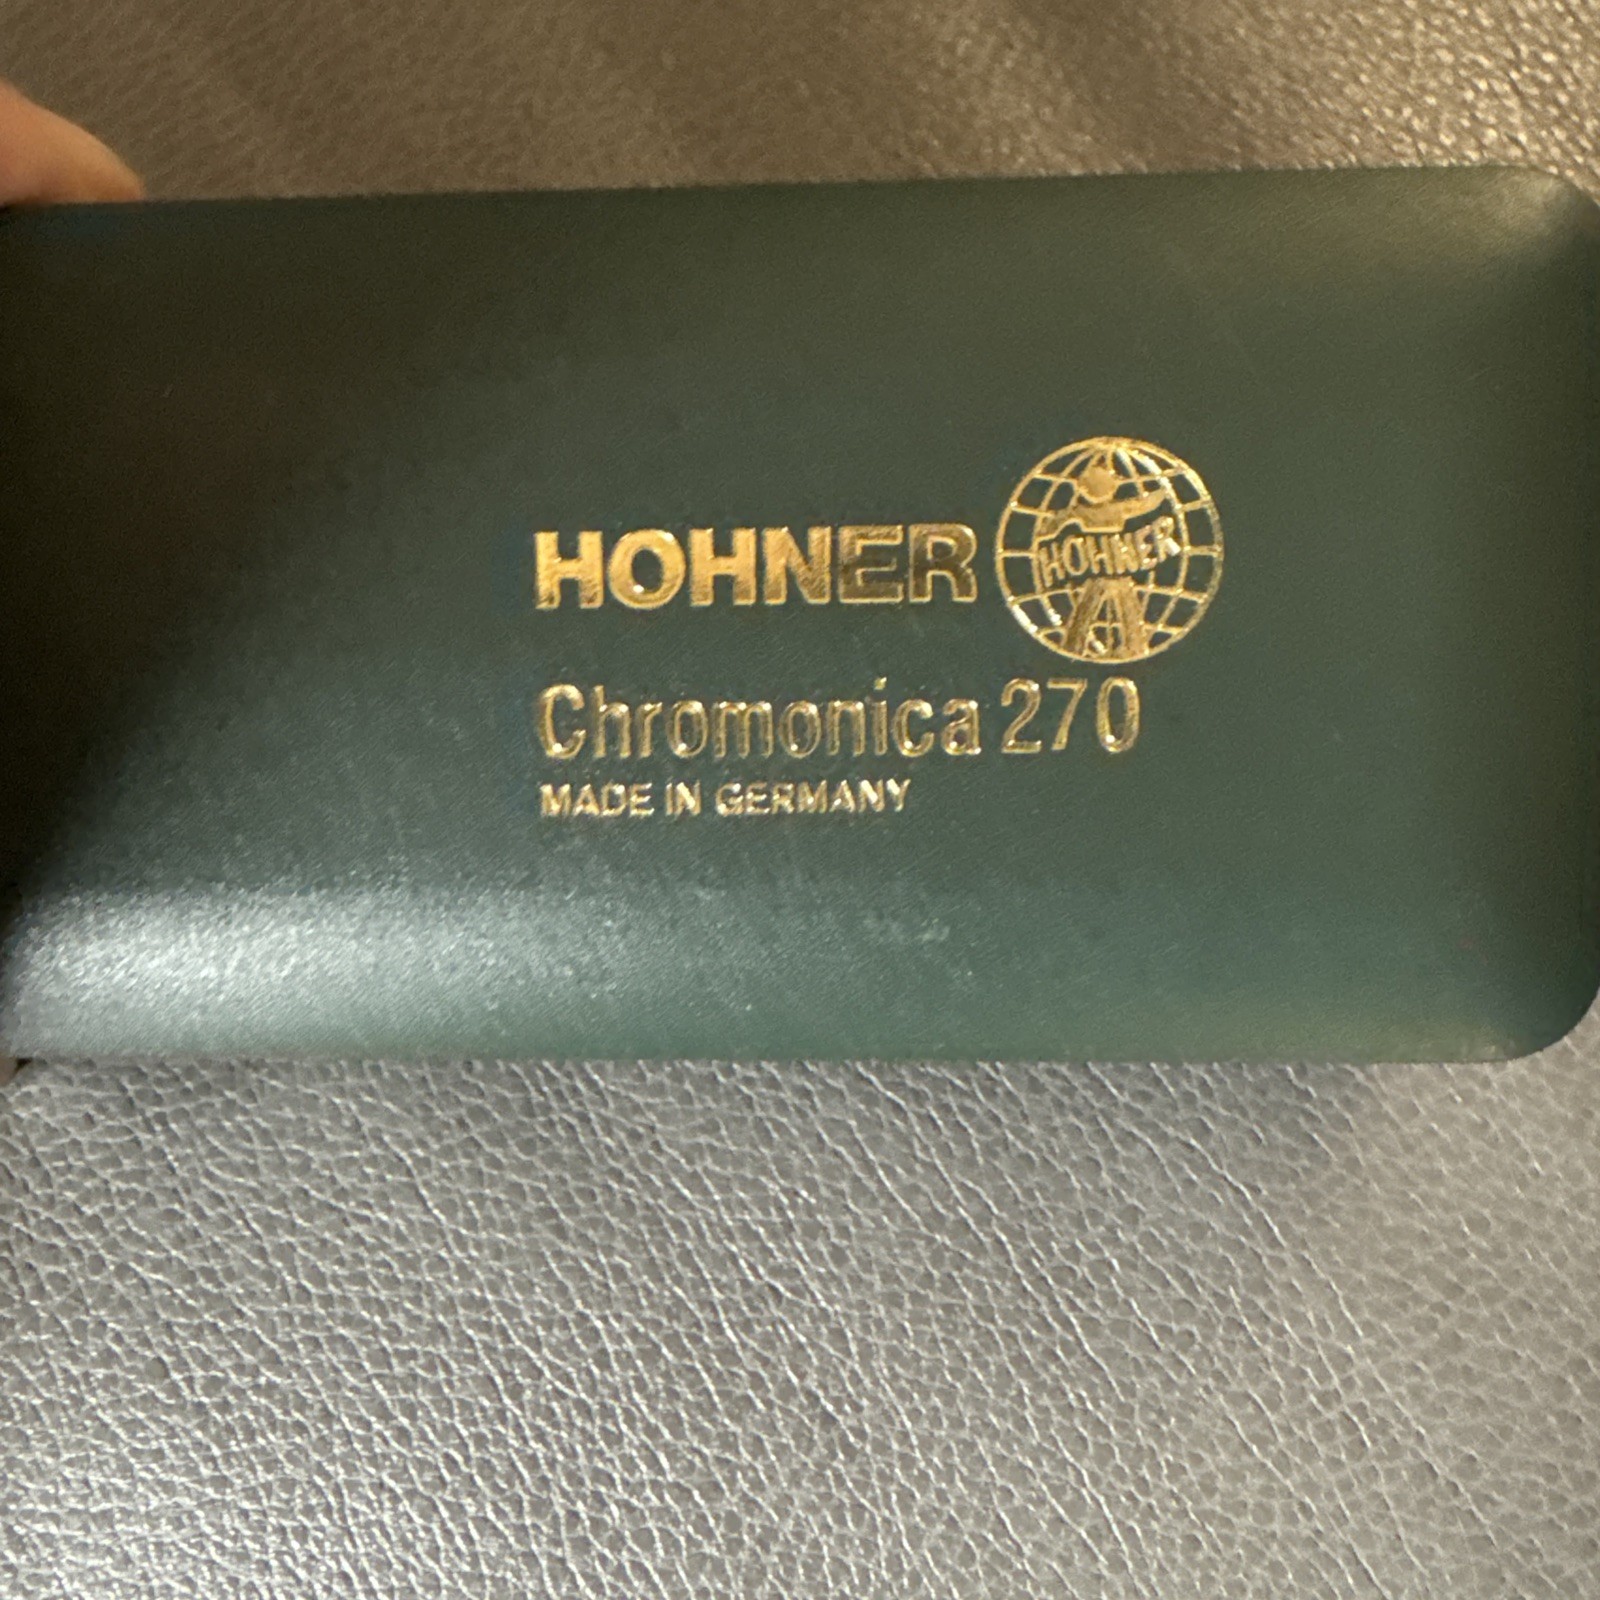 HOHNER
HOHNER
Chromonica 270
MADE IN GERMANY